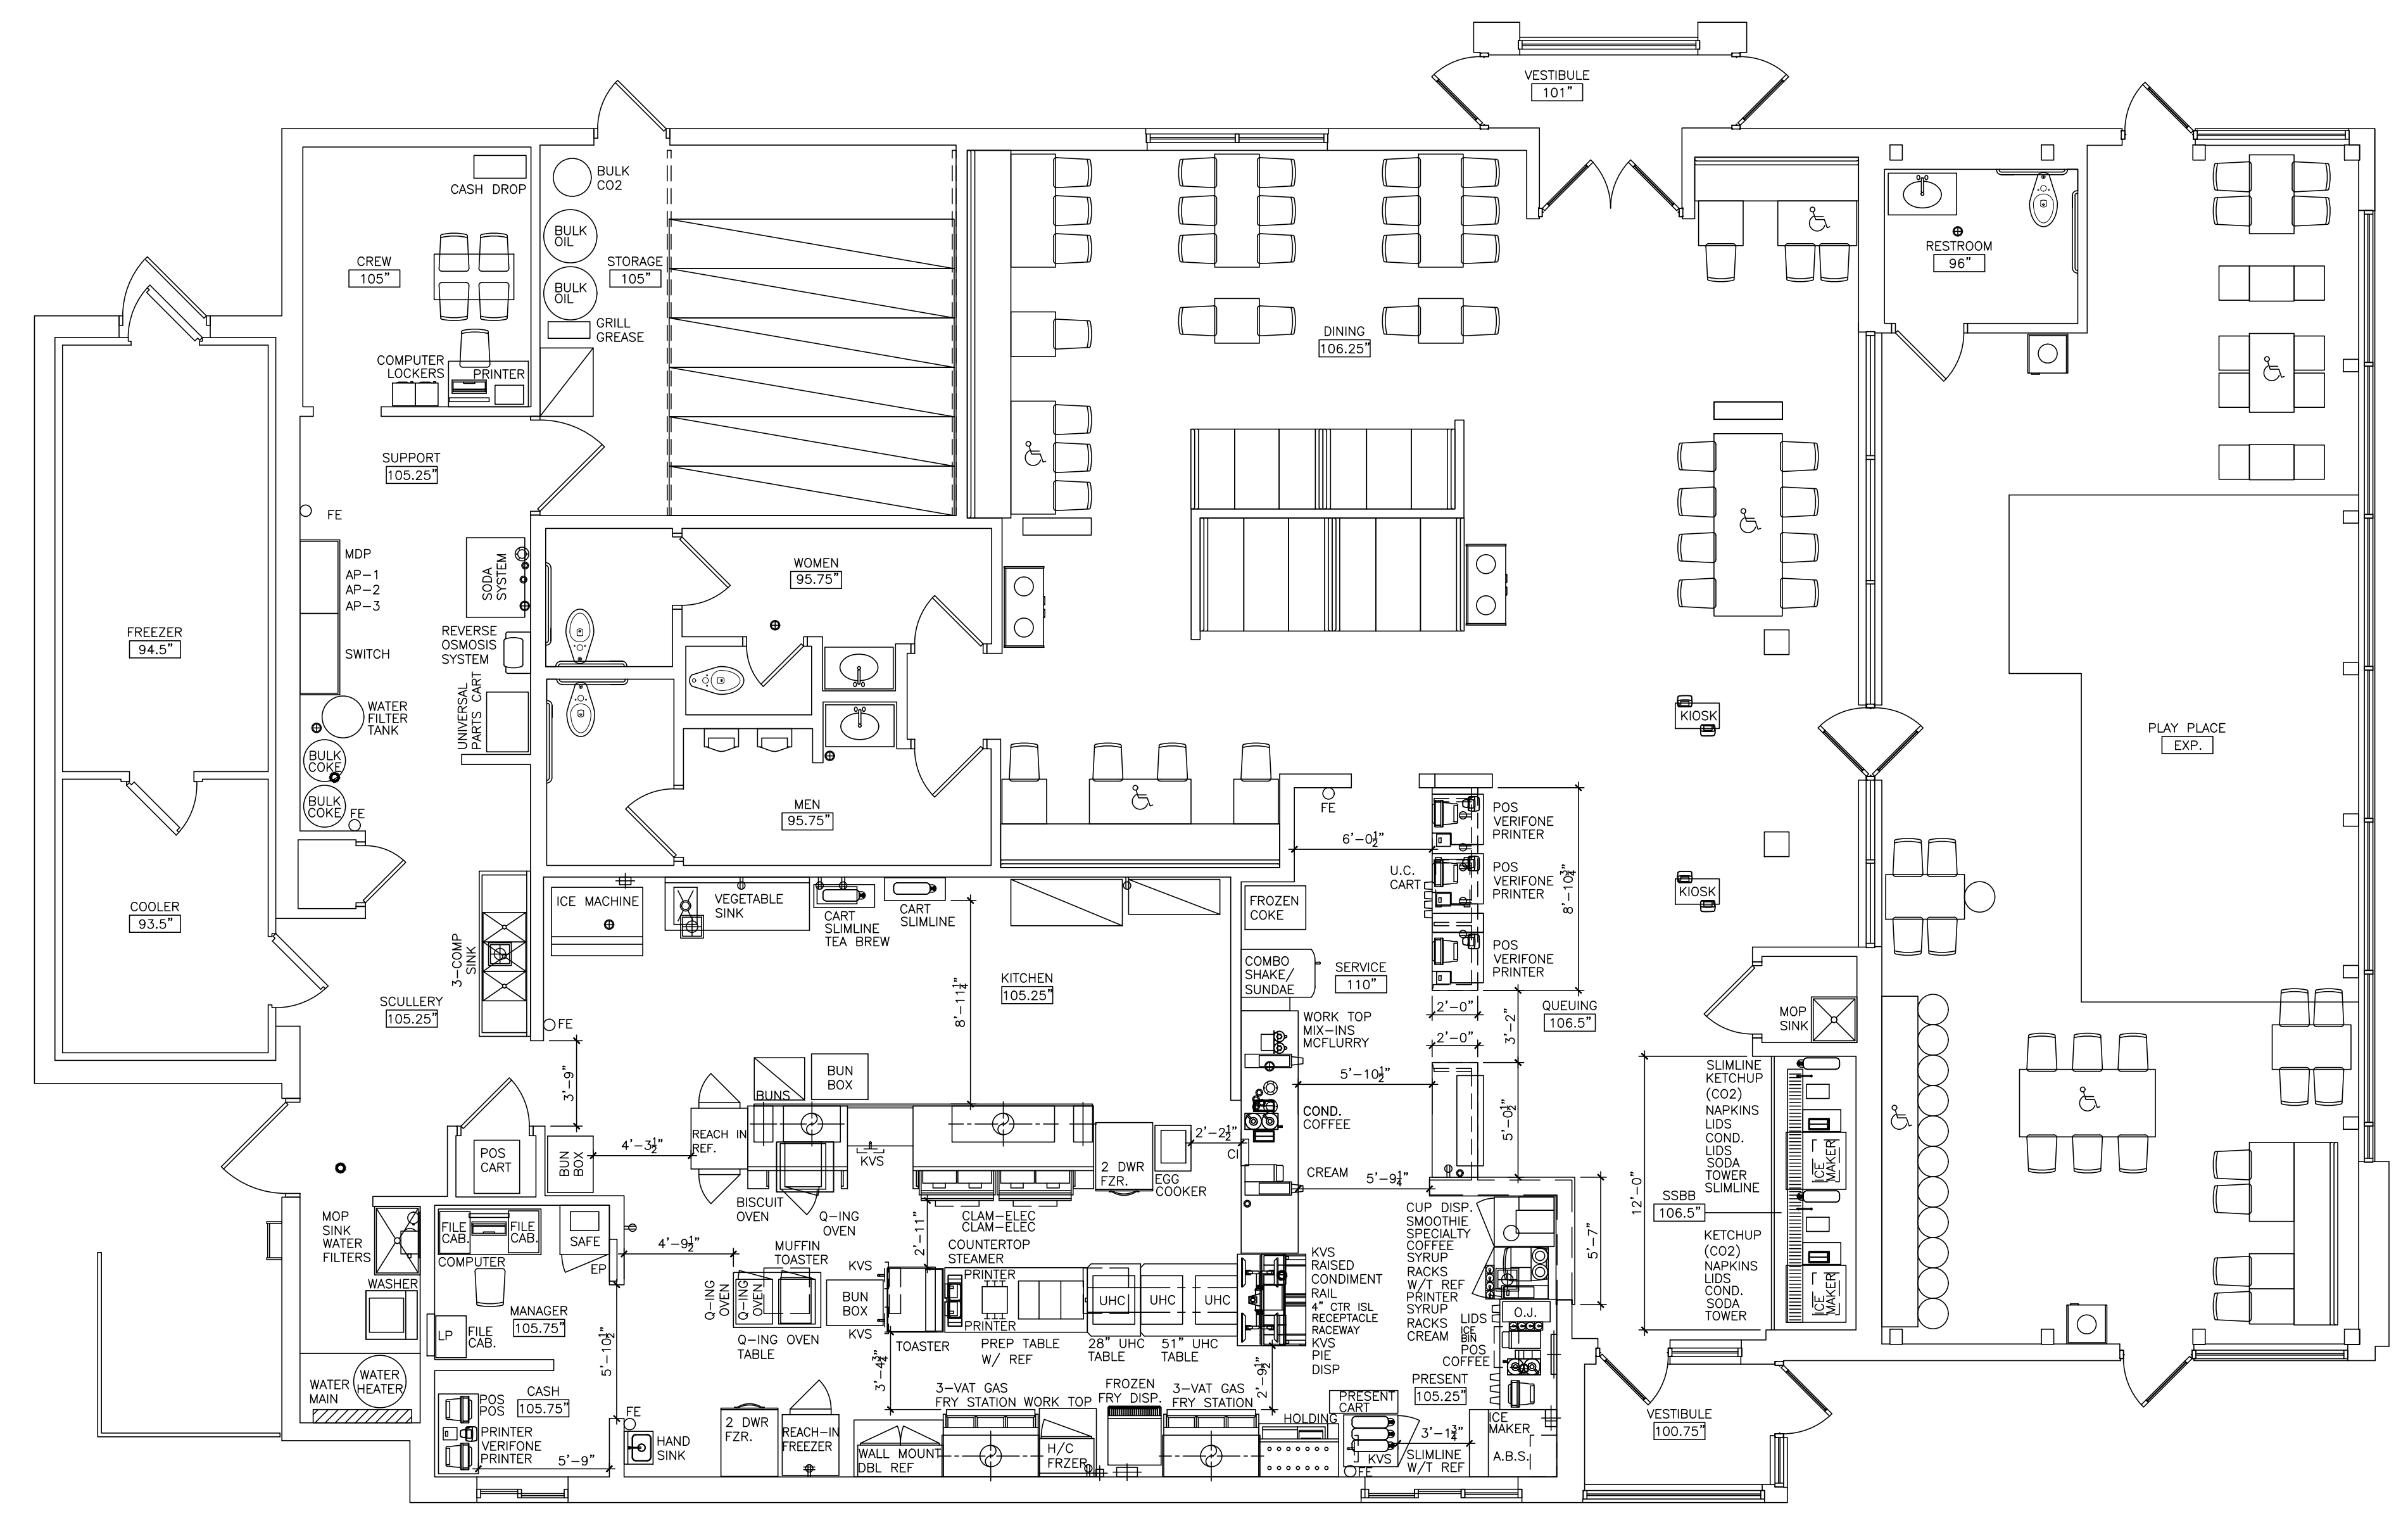 VESTIBULE
101"
CASH DROP
BULK
CO2
BULK
OIL
BULK
OIL
GRILL
GREASE
CREW
105"
STORAGE
105"
COMPUTER
LOCKERS
PRINTER
DINING
106.25"
RESTROOM
96"
SUPPORT
105.25"
FE
MDP
AP-1
AP-2
AP-3
SWITCH
SODA
SYSTEM
REVERSE
OSMOSIS
SYSTEM
UNIVERSAL
PARTS CART
WATER
FILTER
TANK
BULK
COKE
BULK
COKE
FE
FREEZER
94.5"
COOLER
93.5"
WOMEN
95.75"
MEN
95.75"
KIOSK
KIOSK
PLAY PLACE
EXP.
FE
6'-0½"
POS
VERIFONE
PRINTER
POS
VERIFONE
PRINTER
POS
VERIFONE
PRINTER
U.C.
CART
8'-10¾"
3-COMP
SINK
SCULLERY
105.25"
FE
3'-9"
ICE MACHINE
VEGETABLE
SINK
CART
SLIMLINE
TEA BREW
CART
SLIMLINE
8'-11¼"
KITCHEN
105.25"
FROZEN
COKE
COMBO
SHAKE/
SUNDAE
SERVICE
110"
WORK TOP
MIX-INS
MCFLURRY
2'-0"
2'-0"
3'-2"
QUEUING
106.5"
5'-10½"
5'-0½"
COND.
COFFEE
CREAM
5'-9¼"
MOP
SINK
12'-0"
SLIMLINE
KETCHUP
(CO2)
NAPKINS
LIDS
COND.
LIDS
SODA
TOWER
SLIMLINE
ICE
MAKER
SSBB
106.5"
KETCHUP
(CO2)
NAPKINS
LIDS
COND.
SODA
TOWER
ICE
MAKER
POS
CART
BUN
BOX
4'-3½"
REACH IN
REF.
BUNS
BUN
BOX
KVS
BISCUIT
OVEN
Q-ING
OVEN
CLAM-ELEC
CLAM-ELEC
2'-11"
2 DWR
FZR.
EGG
COOKER
2'-2½"
CI
MOP
SINK
WATER
FILTERS
WASHER
FILE
CAB.
FILE
CAB.
COMPUTER
SAFE
EP
MANAGER
105.75"
LP
FILE
CAB.
4'-9½"
5'-10½"
Q-ING
OVEN
Q-ING
OVEN
MUFFIN
TOASTER
Q-ING OVEN
TABLE
BUN
BOX
KVS
KVS
TOASTER
COUNTERTOP
STEAMER
PRINTER
PRINTER
PREP TABLE
W/ REF
UHC
UHC
UHC
28" UHC
TABLE
51" UHC
TABLE
KVS
RAISED
CONDIMENT
RAIL
4" CTR ISL
RECEPTACLE
RACEWAY
KVS
PIE
DISP
CUP DISP.
SMOOTHIE
SPECIALTY
COFFEE
SYRUP
RACKS
W/T REF
PRINTER
SYRUP
RACKS
CREAM
5'-7"
O.J.
LIDS
ICE
BIN
POS
COFFEE
WATER
MAIN
WATER
HEATER
CASH
105.75"
POS
POS
PRINTER
VERIFONE
PRINTER
5'-9"
FE
HAND
SINK
2 DWR
FZR.
REACH-IN
FREEZER
3'-4¾"
WALL MOUNT
DBL REF
3-VAT GAS
FRY STATION
WORK TOP
H/C
FRZER
FROZEN
FRY DISP.
3-VAT GAS
FRY STATION
2'-9½"
HOLDING
PRESENT
CART
KVS
FE
3'-1¾"
SLIMLINE
W/T REF
PRESENT
105.25"
ICE
MAKER
A.B.S.
VESTIBULE
100.75"